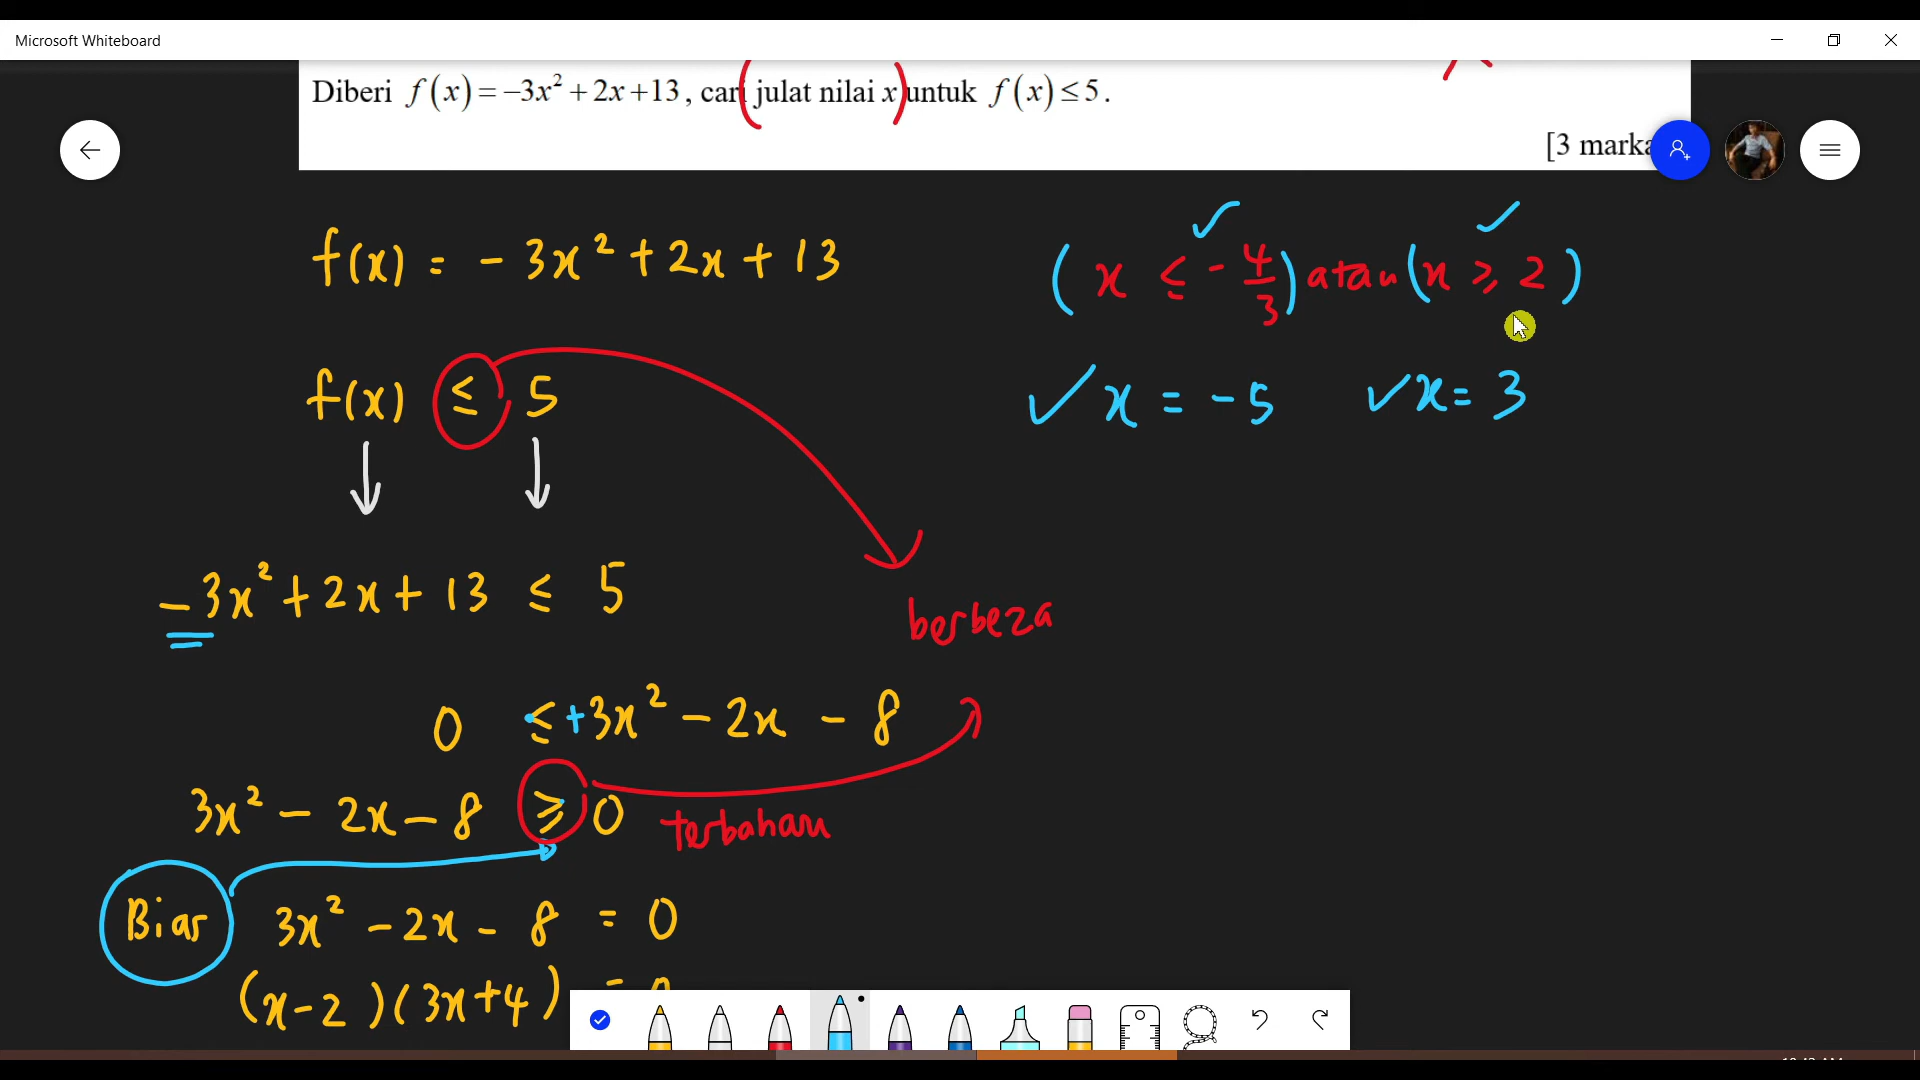 Microsoft Whiteboard
Diberi f(x) = −3x² + 2x + 13, cari julat nilai x untuk f(x) ≤ 5.
[3 marka
f(x) = - 3x² + 2x + 13
f(x) ≤ 5
-3x² + 2x + 13 ≤ 5
0 ≤ +3x² - 2x - 8
3x² - 2x - 8 ≥ 0
terbahau
berbeza
Biar 3x² - 2x - 8 = 0
(x-2)(3x+4) = 0
(x ≤ -4/3) atau (x ≥ 2)
✓ x = -5 ✓ x = 3